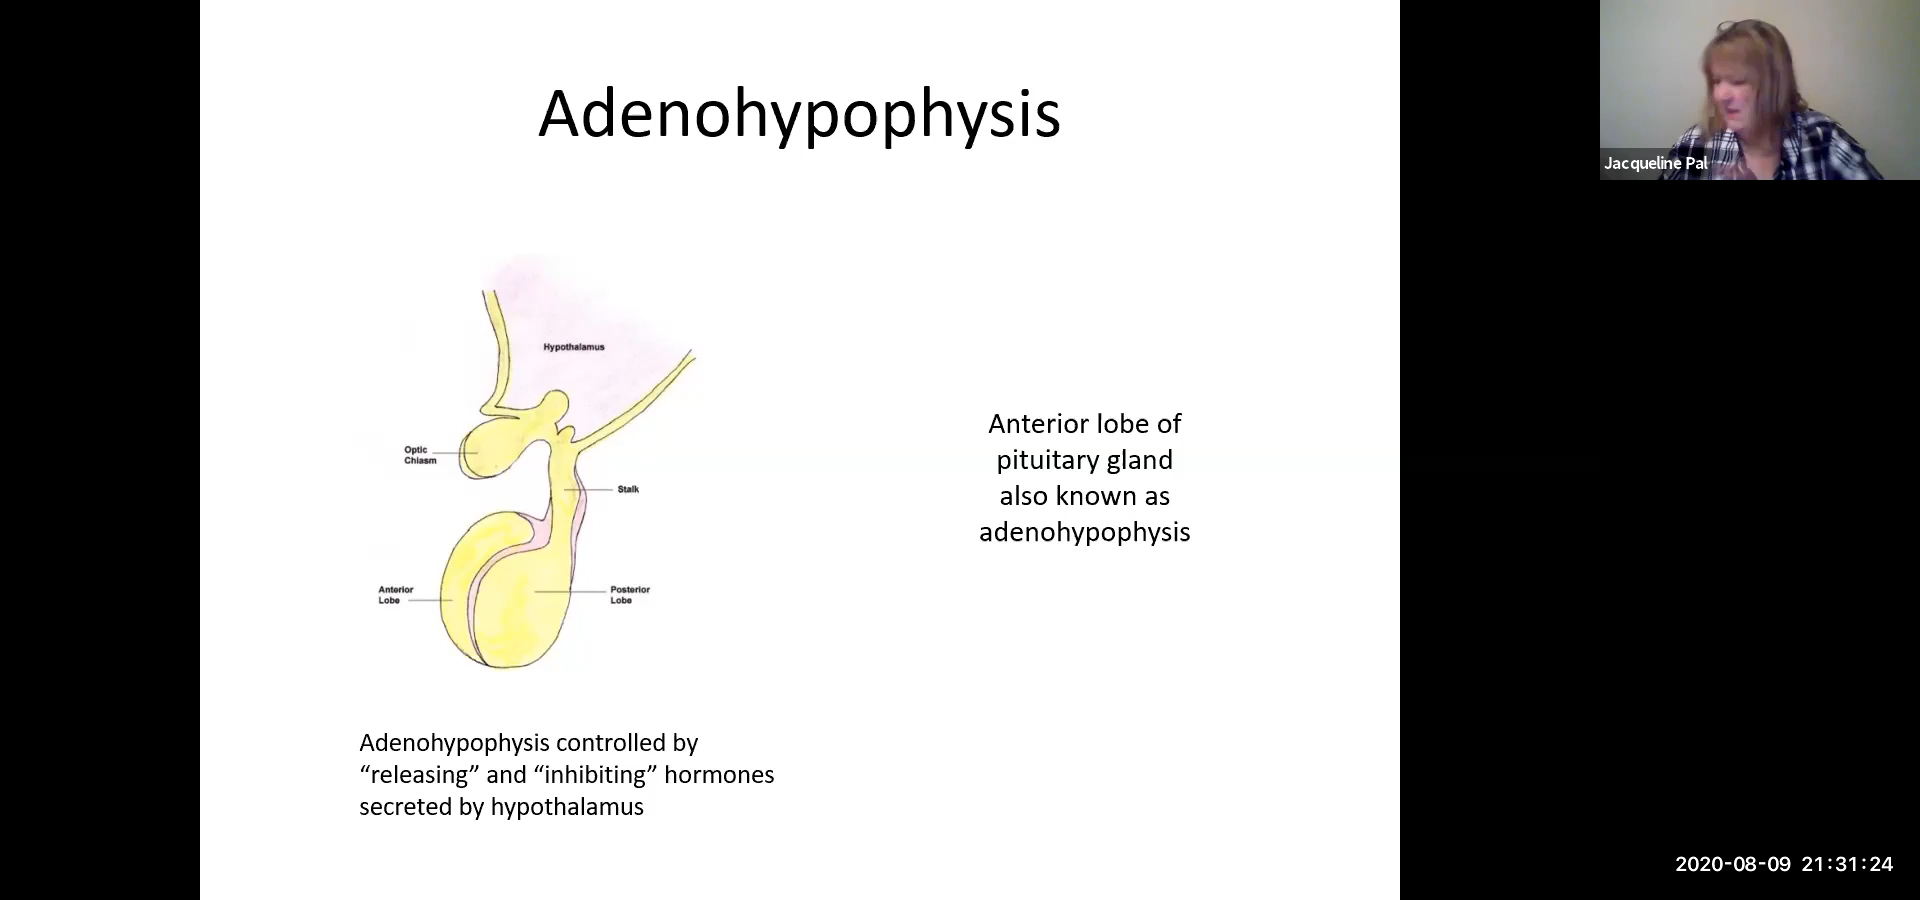 Adenohypophysis
Jacqueline Pal
Hypothalamus
Optic
Chiasm
Stalk
Anterior
Lobe
Posterior
Lobe
Anterior lobe of
pituitary gland
also known as
adenohypophysis
Adenohypophysis controlled by
“releasing” and “inhibiting” hormones
secreted by hypothalamus
2020-08-09 21:31:24